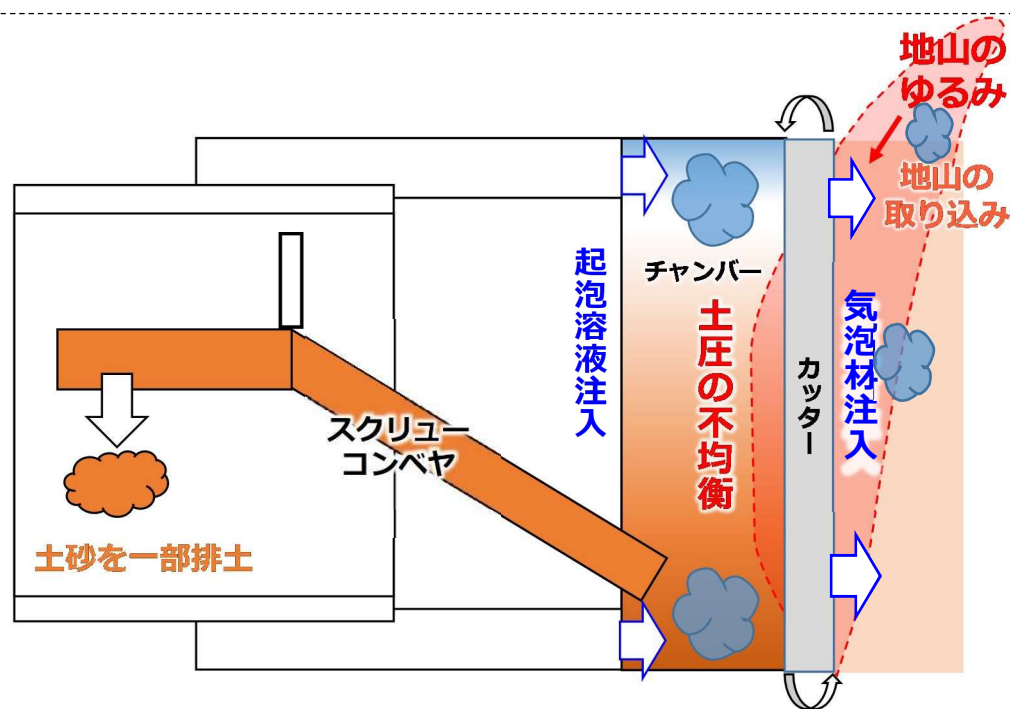 地山の
ゆるみ
地山の
取り込み
起泡溶液注入
チャンバー
土圧の不均衡
カッター
気泡材注入
スクリュー
コンベヤ
土砂を一部排土